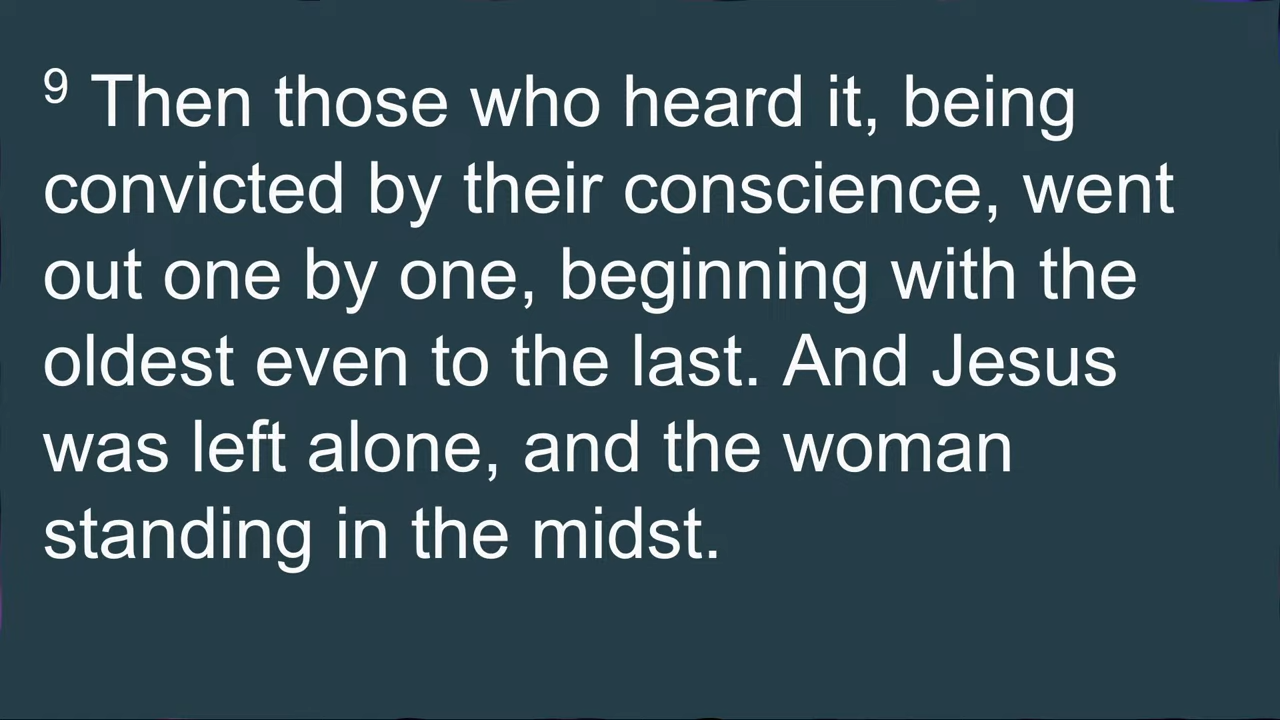 9 Then those who heard it, being
convicted by their conscience, went
out one by one, beginning with the
oldest even to the last. And Jesus
was left alone, and the woman
standing in the midst.